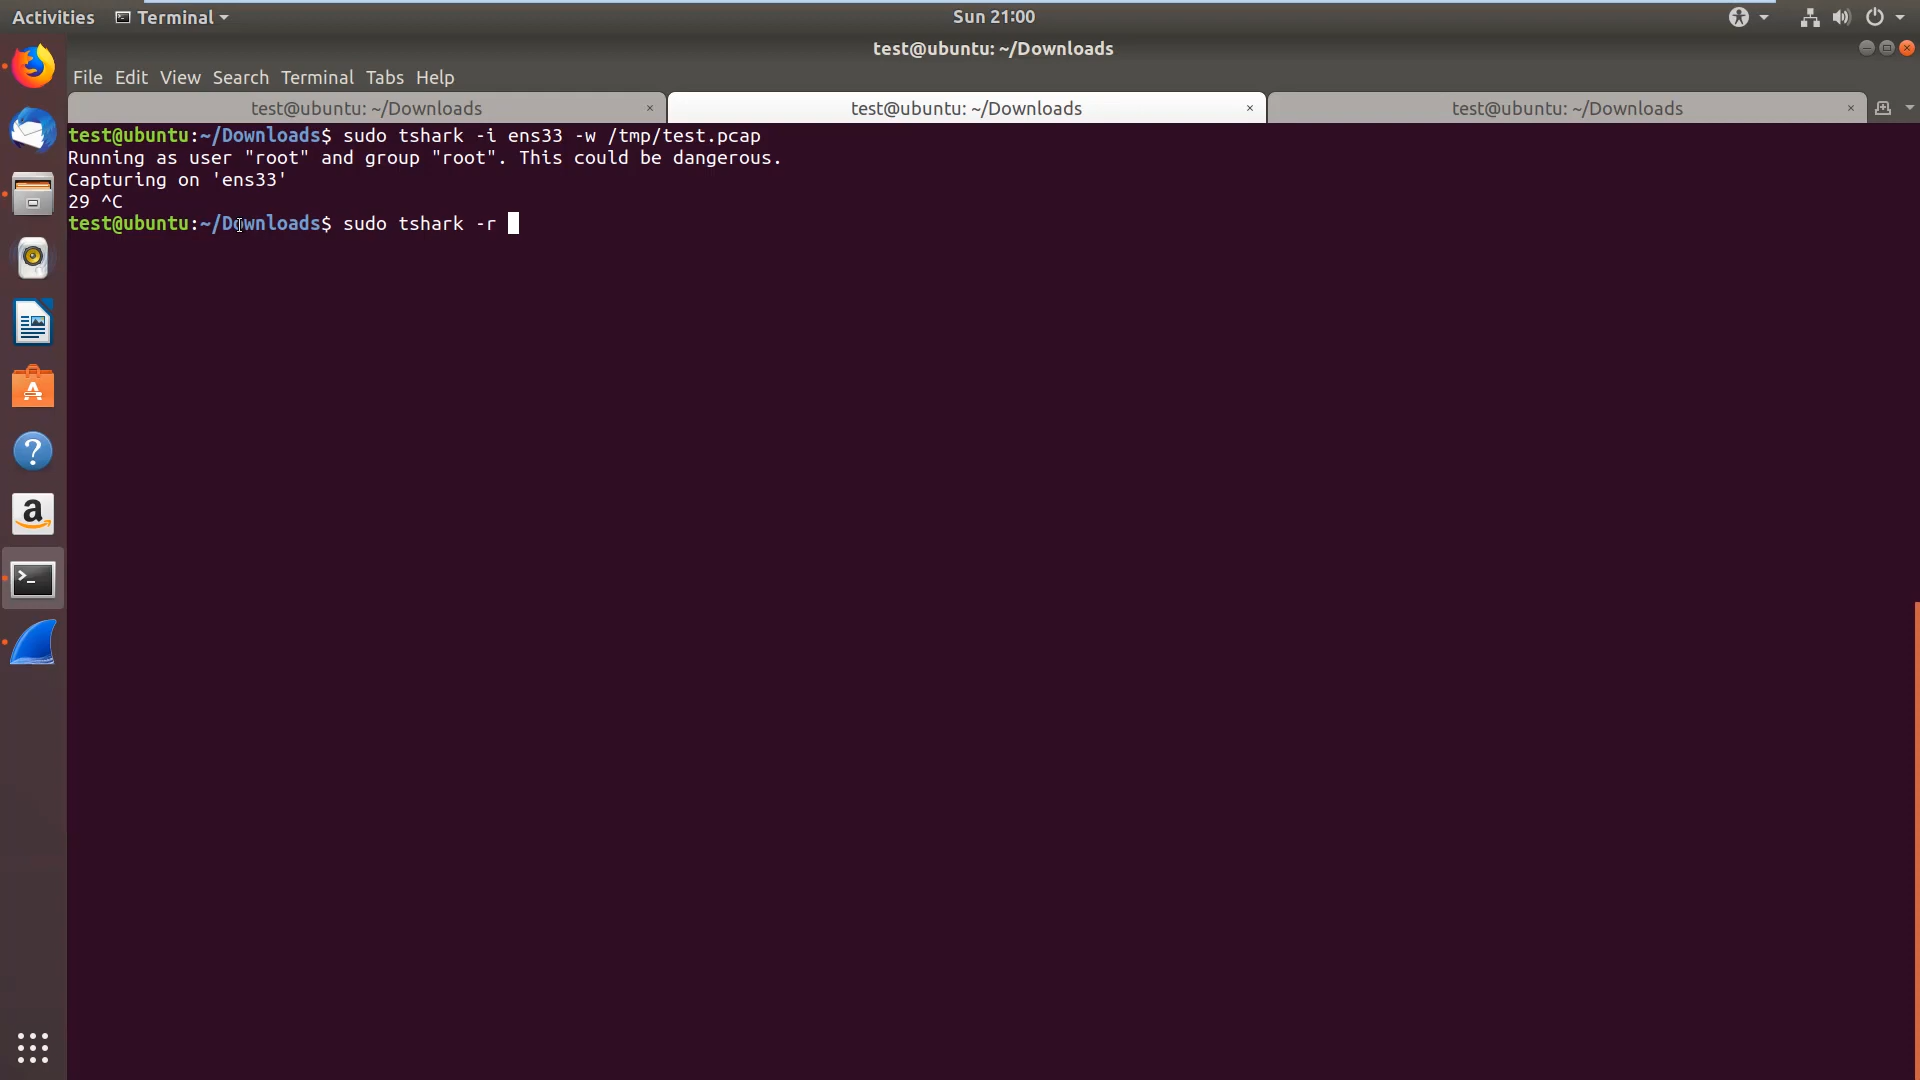 Activities Terminal Sun 21:00
test@ubuntu: ~/Downloads
File Edit View Search Terminal Tabs Help
test@ubuntu: ~/Downloads × test@ubuntu: ~/Downloads × test@ubuntu: ~/Downloads ×
test@ubuntu:~/Downloads$ sudo tshark -i ens33 -w /tmp/test.pcap
Running as user "root" and group "root". This could be dangerous.
Capturing on 'ens33'
29 ^C
test@ubuntu:~/Downloads$ sudo tshark -r